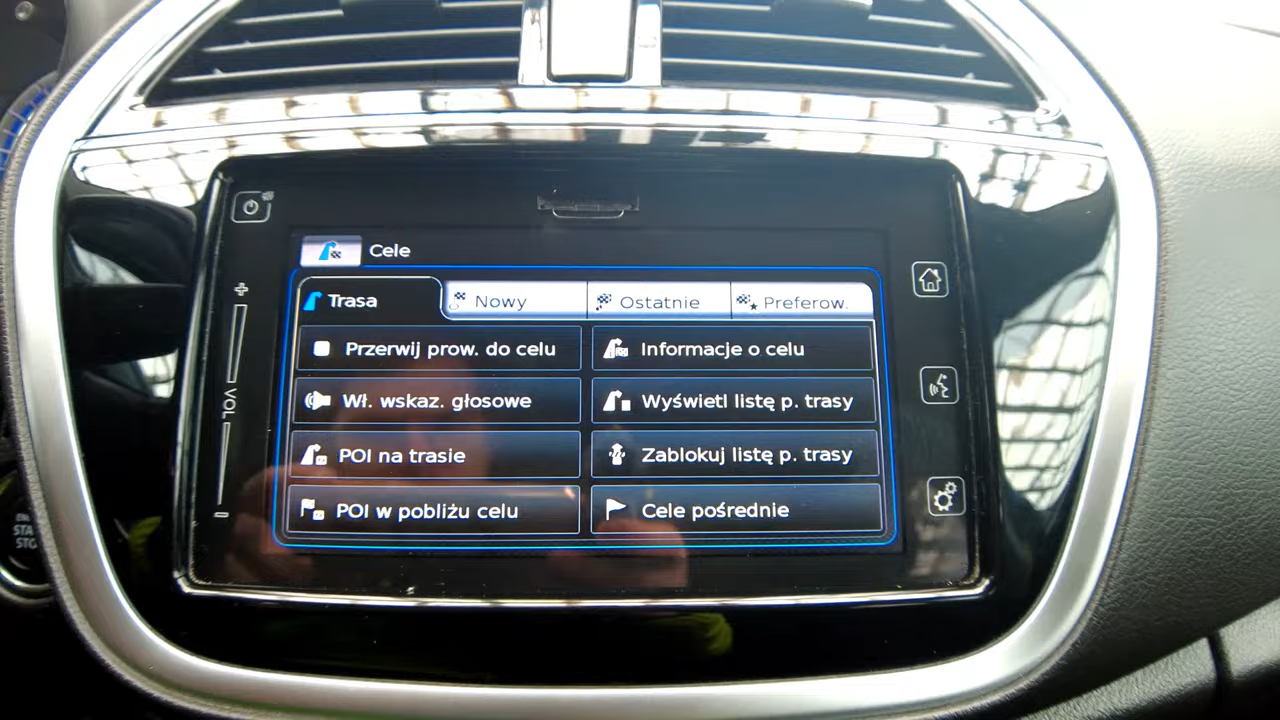 Cele
Trasa Nowy Ostatnie Preferow.
Przerwij prow. do celu Informacje o celu
Wł. wskaz. głosowe Wyświetl listę p. trasy
POI na trasie Zablokuj listę p. trasy
POI w pobliżu celu Cele pośrednie
VOL